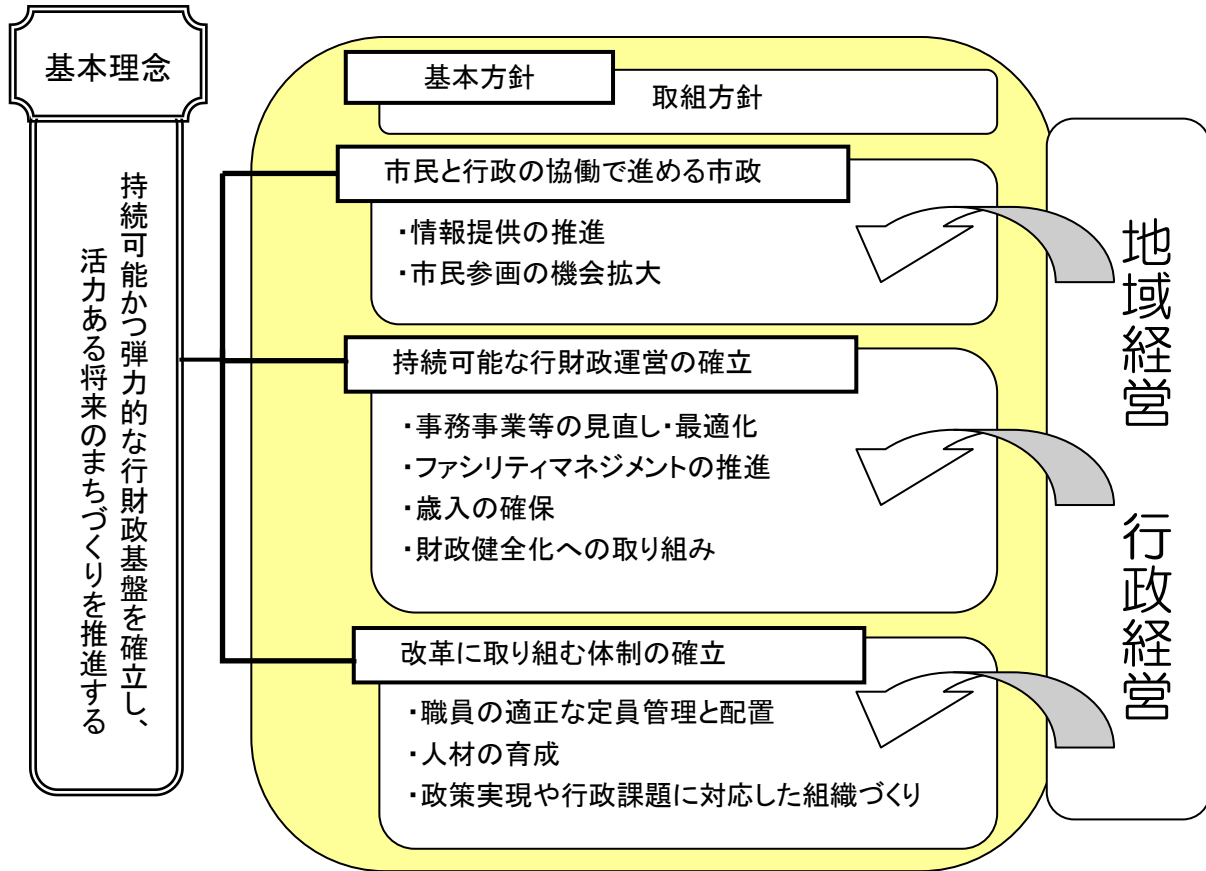 基本理念
持続可能かつ弾力的な行財政基盤を確立し、
活力ある将来のまちづくりを推進する
基本方針
取組方針
市民と行政の協働で進める市政
・情報提供の推進
・市民参画の機会拡大
持続可能な行財政運営の確立
・事務事業等の見直し・最適化
・ファシリティマネジメントの推進
・歳入の確保
・財政健全化への取り組み
改革に取り組む体制の確立
・職員の適正な定員管理と配置
・人材の育成
・政策実現や行政課題に対応した組織づくり
地域経営
行政経営